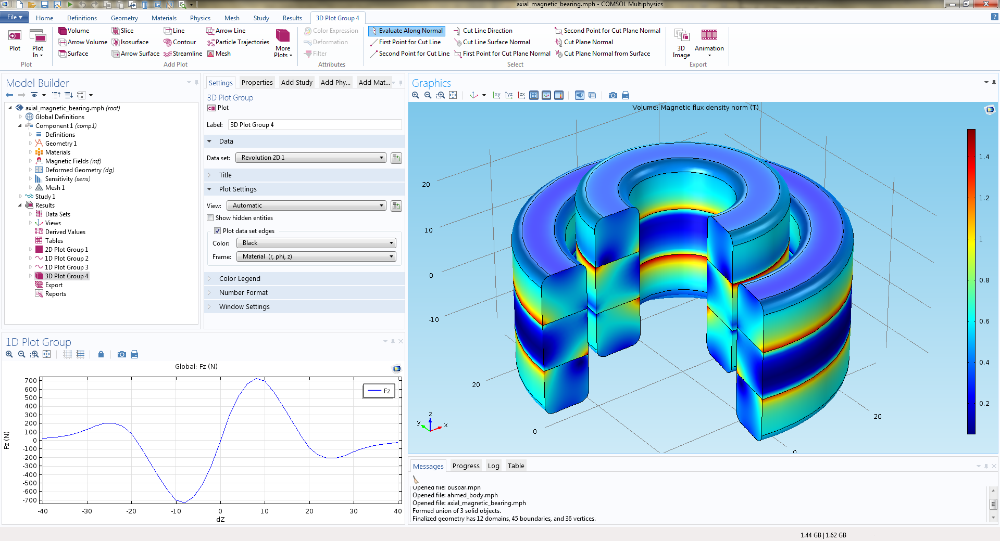 axial_magnetic_bearing.mph - COMSOL Multiphysics
File Home Definitions Geometry Materials Physics Mesh Study Results 3D Plot Group 4
Plot
Plot In
Plot
Volume Slice Line Arrow Line
Arrow Volume Isosurface Contour Particle Trajectories
Surface Arrow Surface Streamline Mesh
More Plots
Add Plot
Color Expression
Deformation
Filter
Attributes
Evaluate Along Normal Cut Line Direction Second Point for Cut Plane Normal
First Point for Cut Line Cut Line Surface Normal Cut Plane Normal
Second Point for Cut Line First Point for Cut Plane Normal Cut Plane Normal from Surface
Select
3D Image
Animation
Export
Model Builder
axial_magnetic_bearing.mph (root)
Global Definitions
Component 1 (comp1)
Definitions
Geometry 1
Materials
Magnetic Fields (mf)
Deformed Geometry (dg)
Sensitivity (sens)
Mesh 1
Study 1
Results
Data Sets
Views
8.85 e-12 Derived Values
Tables
2D Plot Group 1
1D Plot Group 2
1D Plot Group 3
3D Plot Group 4
Export
Reports
Settings Properties Add Study Add Phy... Add Mat...
3D Plot Group
Plot
Label: 3D Plot Group 4
Data
Data set: Revolution 2D 1
Title
Plot Settings
View: Automatic
Show hidden entities
Plot data set edges
Color: Black
Frame: Material (r, phi, z)
Color Legend
Number Format
Window Settings
Graphics
xy yz zx
Volume: Magnetic flux density norm (T)
20
10
0
-10
20
0
20
0
z
y
x
1.4
1.2
1
0.8
0.6
0.4
0.2
1D Plot Group
Global: Fz (N)
Fz
Fz (N)
700
600
500
400
300
200
100
0
-100
-200
-300
-400
-500
-600
-700
-40 -30 -20 -10 0 10 20 30 40
dZ
Messages Progress Log Table
Opened file: busbar.mph
Opened file: ahmed_body.mph
Opened file: axial_magnetic_bearing.mph
Formed union of 3 solid objects.
Finalized geometry has 12 domains, 45 boundaries, and 36 vertices.
1.44 GB | 1.62 GB